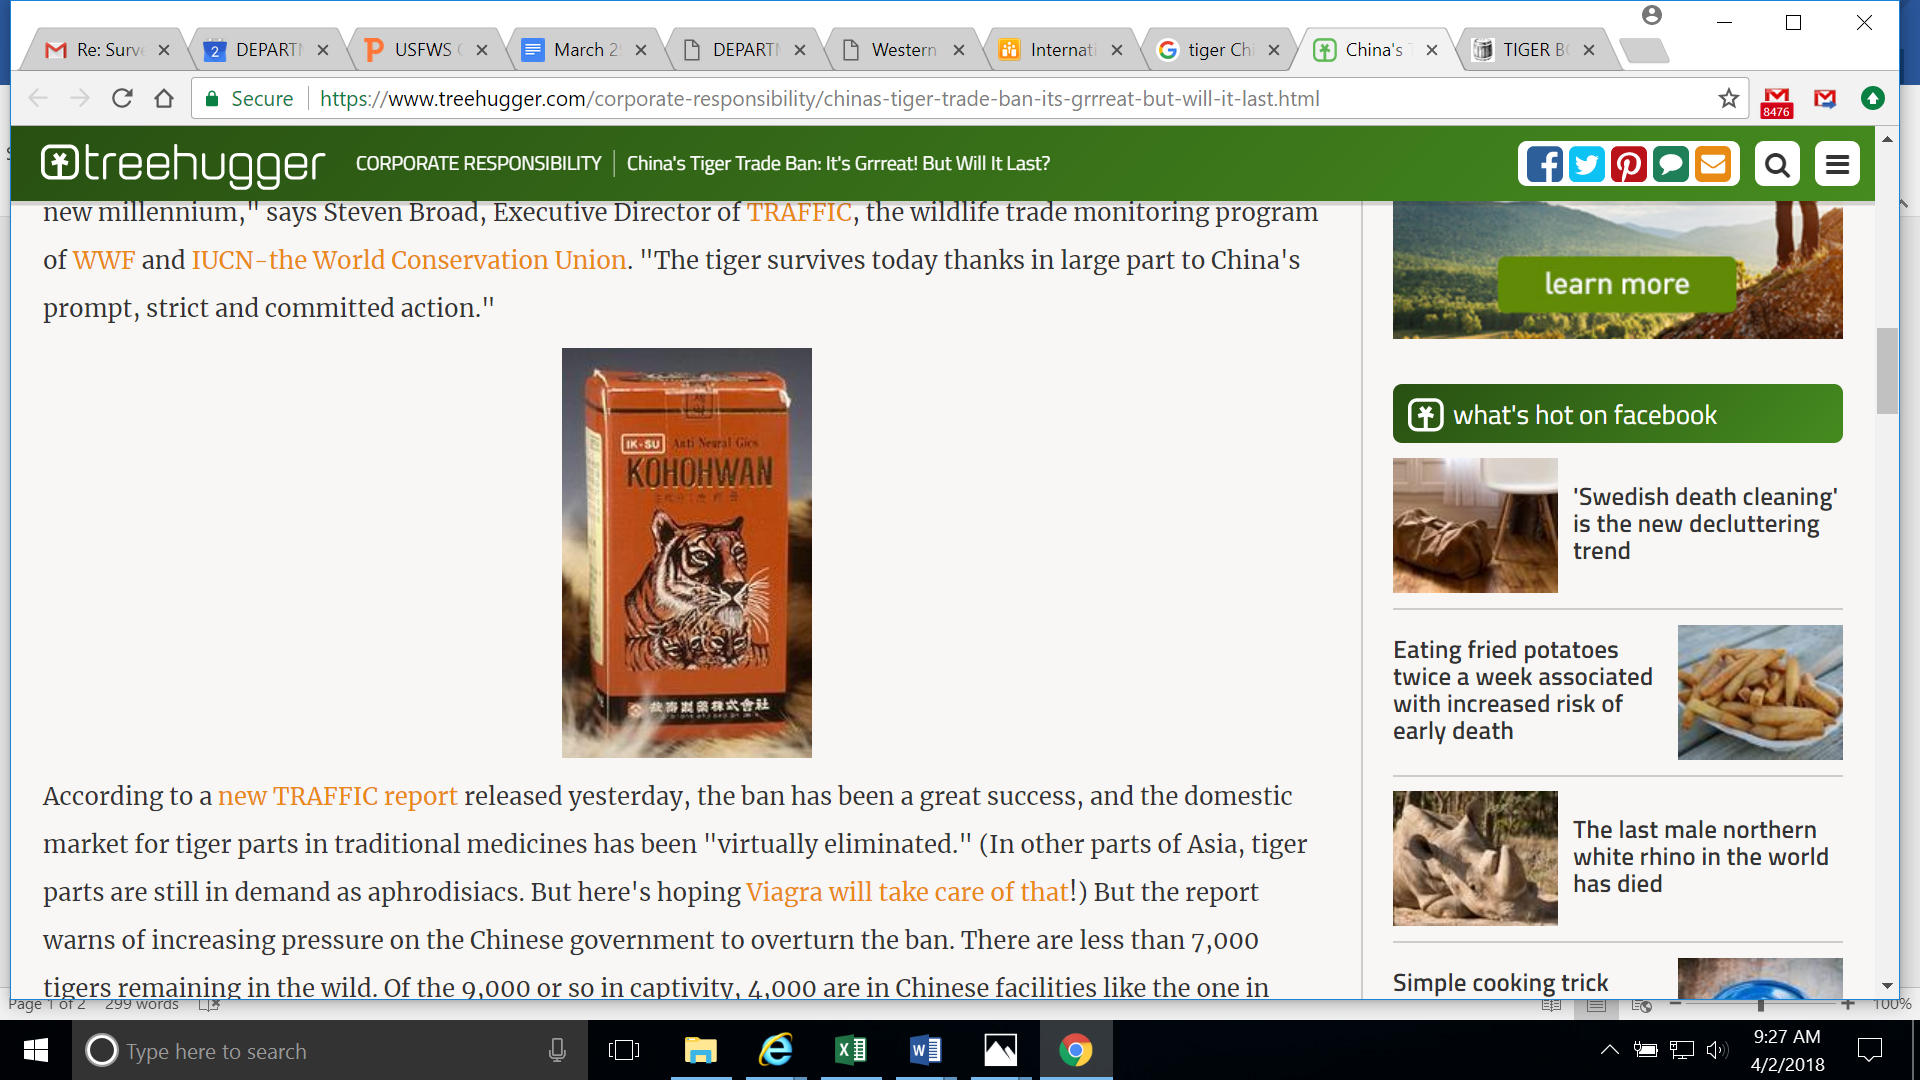 Re: Surve
DEPARTM
USFWS
March 2
DEPARTM
Western
Internati
tiger Chi
China's T
TIGER BO
Secure
https://www.treehugger.com/corporate-responsibility/chinas-tiger-trade-ban-its-grrreat-but-will-it-last.html
8476
treehugger
CORPORATE RESPONSIBILITY
China's Tiger Trade Ban: It's Grrreat! But Will It Last?
new millennium," says Steven Broad, Executive Director of TRAFFIC, the wildlife trade monitoring program
of WWF and IUCN-the World Conservation Union. "The tiger survives today thanks in large part to China's
prompt, strict and committed action."
IK-SU
KOHOHWAN
According to a new TRAFFIC report released yesterday, the ban has been a great success, and the domestic
market for tiger parts in traditional medicines has been "virtually eliminated." (In other parts of Asia, tiger
parts are still in demand as aphrodisiacs. But here's hoping Viagra will take care of that!) But the report
warns of increasing pressure on the Chinese government to overturn the ban. There are less than 7,000
tigers remaining in the wild. Of the 9,000 or so in captivity, 4,000 are in Chinese facilities like the one in
learn more
what's hot on facebook
'Swedish death cleaning'
is the new decluttering
trend
Eating fried potatoes
twice a week associated
with increased risk of
early death
The last male northern
white rhino in the world
has died
Simple cooking trick
Page 1 of 2 299 words
100%
Type here to search
9:27 AM
4/2/2018